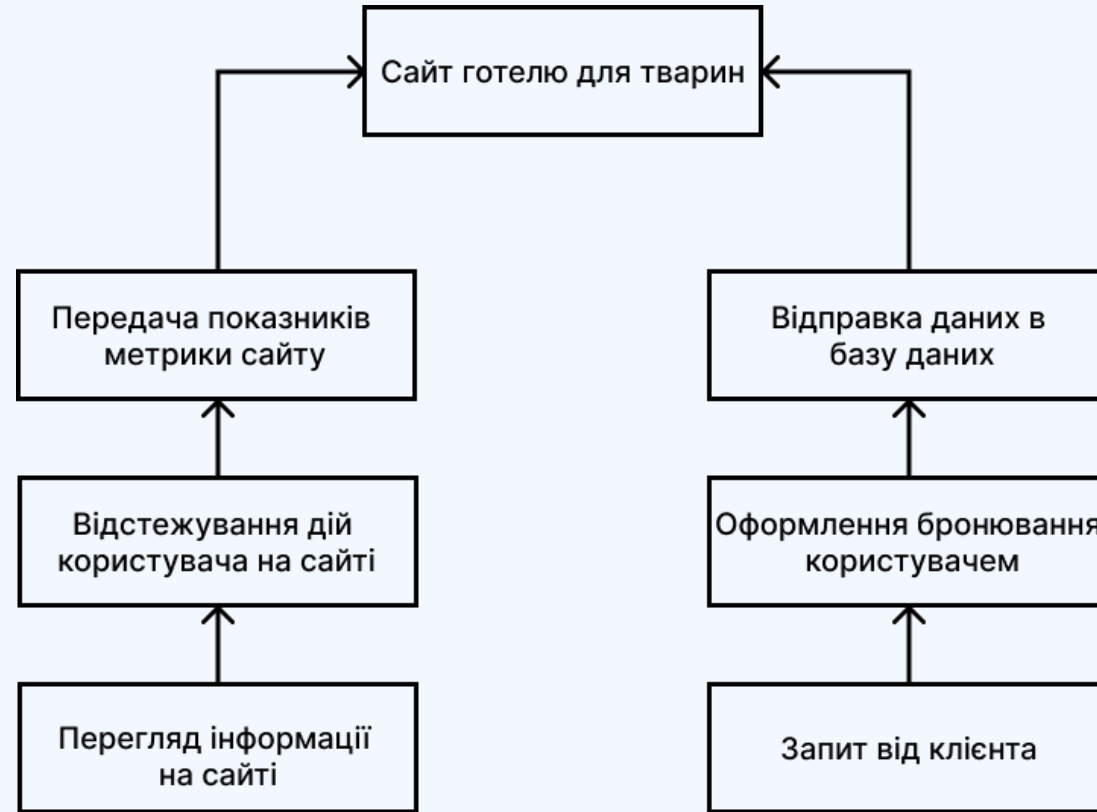 Сайт готелю для тварин
Передача показників
метрики сайту
Відправка даних в
базу даних
Відстежування дій
користувача на сайті
Оформлення бронювання
користувачем
Перегляд інформації
на сайті
Запит від клієнта